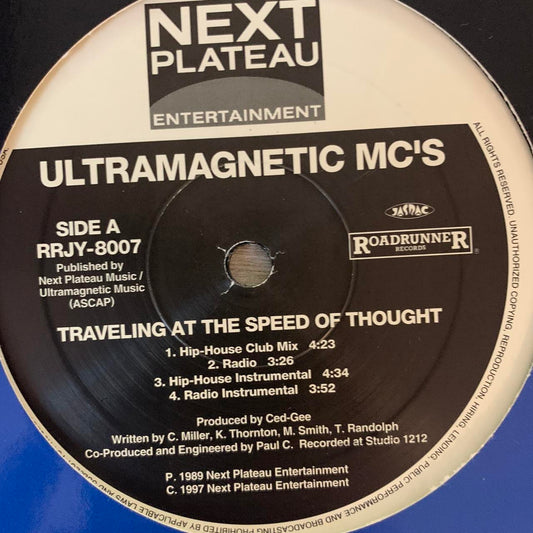 NEXT
PLATEAU
ENTERTAINMENT
ULTRAMAGNETIC MC'S
SIDE A
RRJY-8007
Published by
Next Plateau Music/
Ultramagnetic Music
(ASCAP)
JASRAC
ROADRUNNER
RECORDS
®
TRAVELING AT THE SPEED OF THOUGHT
1. Hip-House Club Mix 4:23
2. Radio 3:26
3. Hip-House Instrumental 4:34
4. Radio Instrumental 3:52
Produced by Ced-Gee
Written by C. Miller, K. Thornton, M. Smith, T. Randolph
Co-Produced and Engineered by Paul C. Recorded at Studio 1212
P. 1989 Next Plateau Entertainment
C. 1997 Next Plateau Entertainment
ALL RIGHTS RESERVED. UNAUTHORIZED COPYING, REPRODUCTION, HIRING, LENDING, PUBLIC PERFORMANCE AND BROADCASTING PROHIBITED BY APPLICABLE LAWS AND